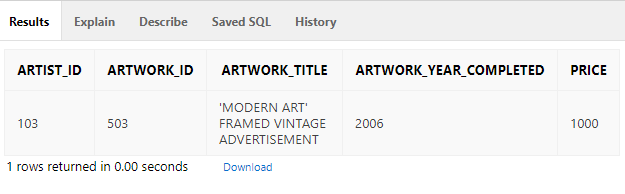 Results Explain Describe Saved SQL History
ARTIST_ID ARTWORK_ID ARTWORK_TITLE ARTWORK_YEAR_COMPLETED PRICE
103 503 'MODERN ART' FRAMED VINTAGE ADVERTISEMENT 2006 1000
1 rows returned in 0.00 seconds Download